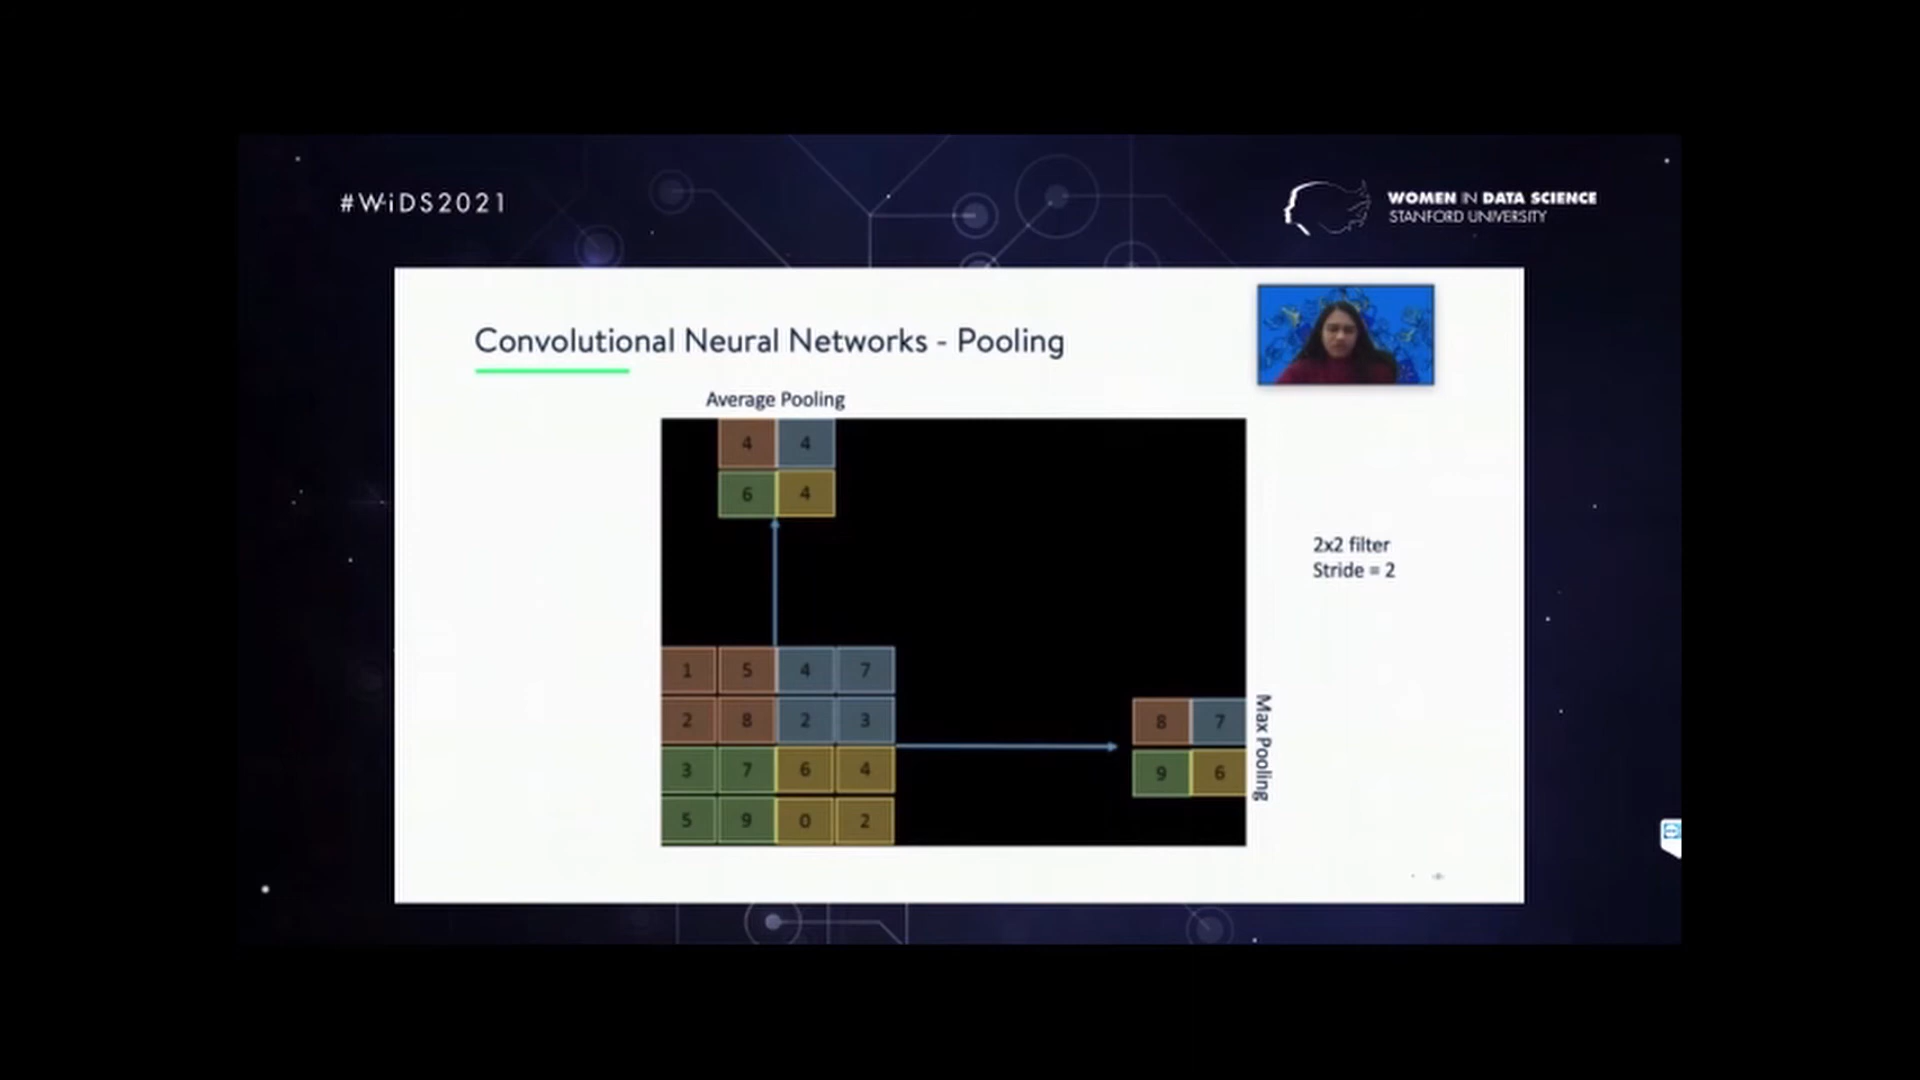 #WiDS2021
WOMEN IN DATA SCIENCE
STANFORD UNIVERSITY
Convolutional Neural Networks - Pooling
Average Pooling
4 4
6 4
2x2 filter
Stride = 2
1 5 4 7
2 8 2 3
3 7 6 4
5 9 0 2
8 7
9 6
Max Pooling